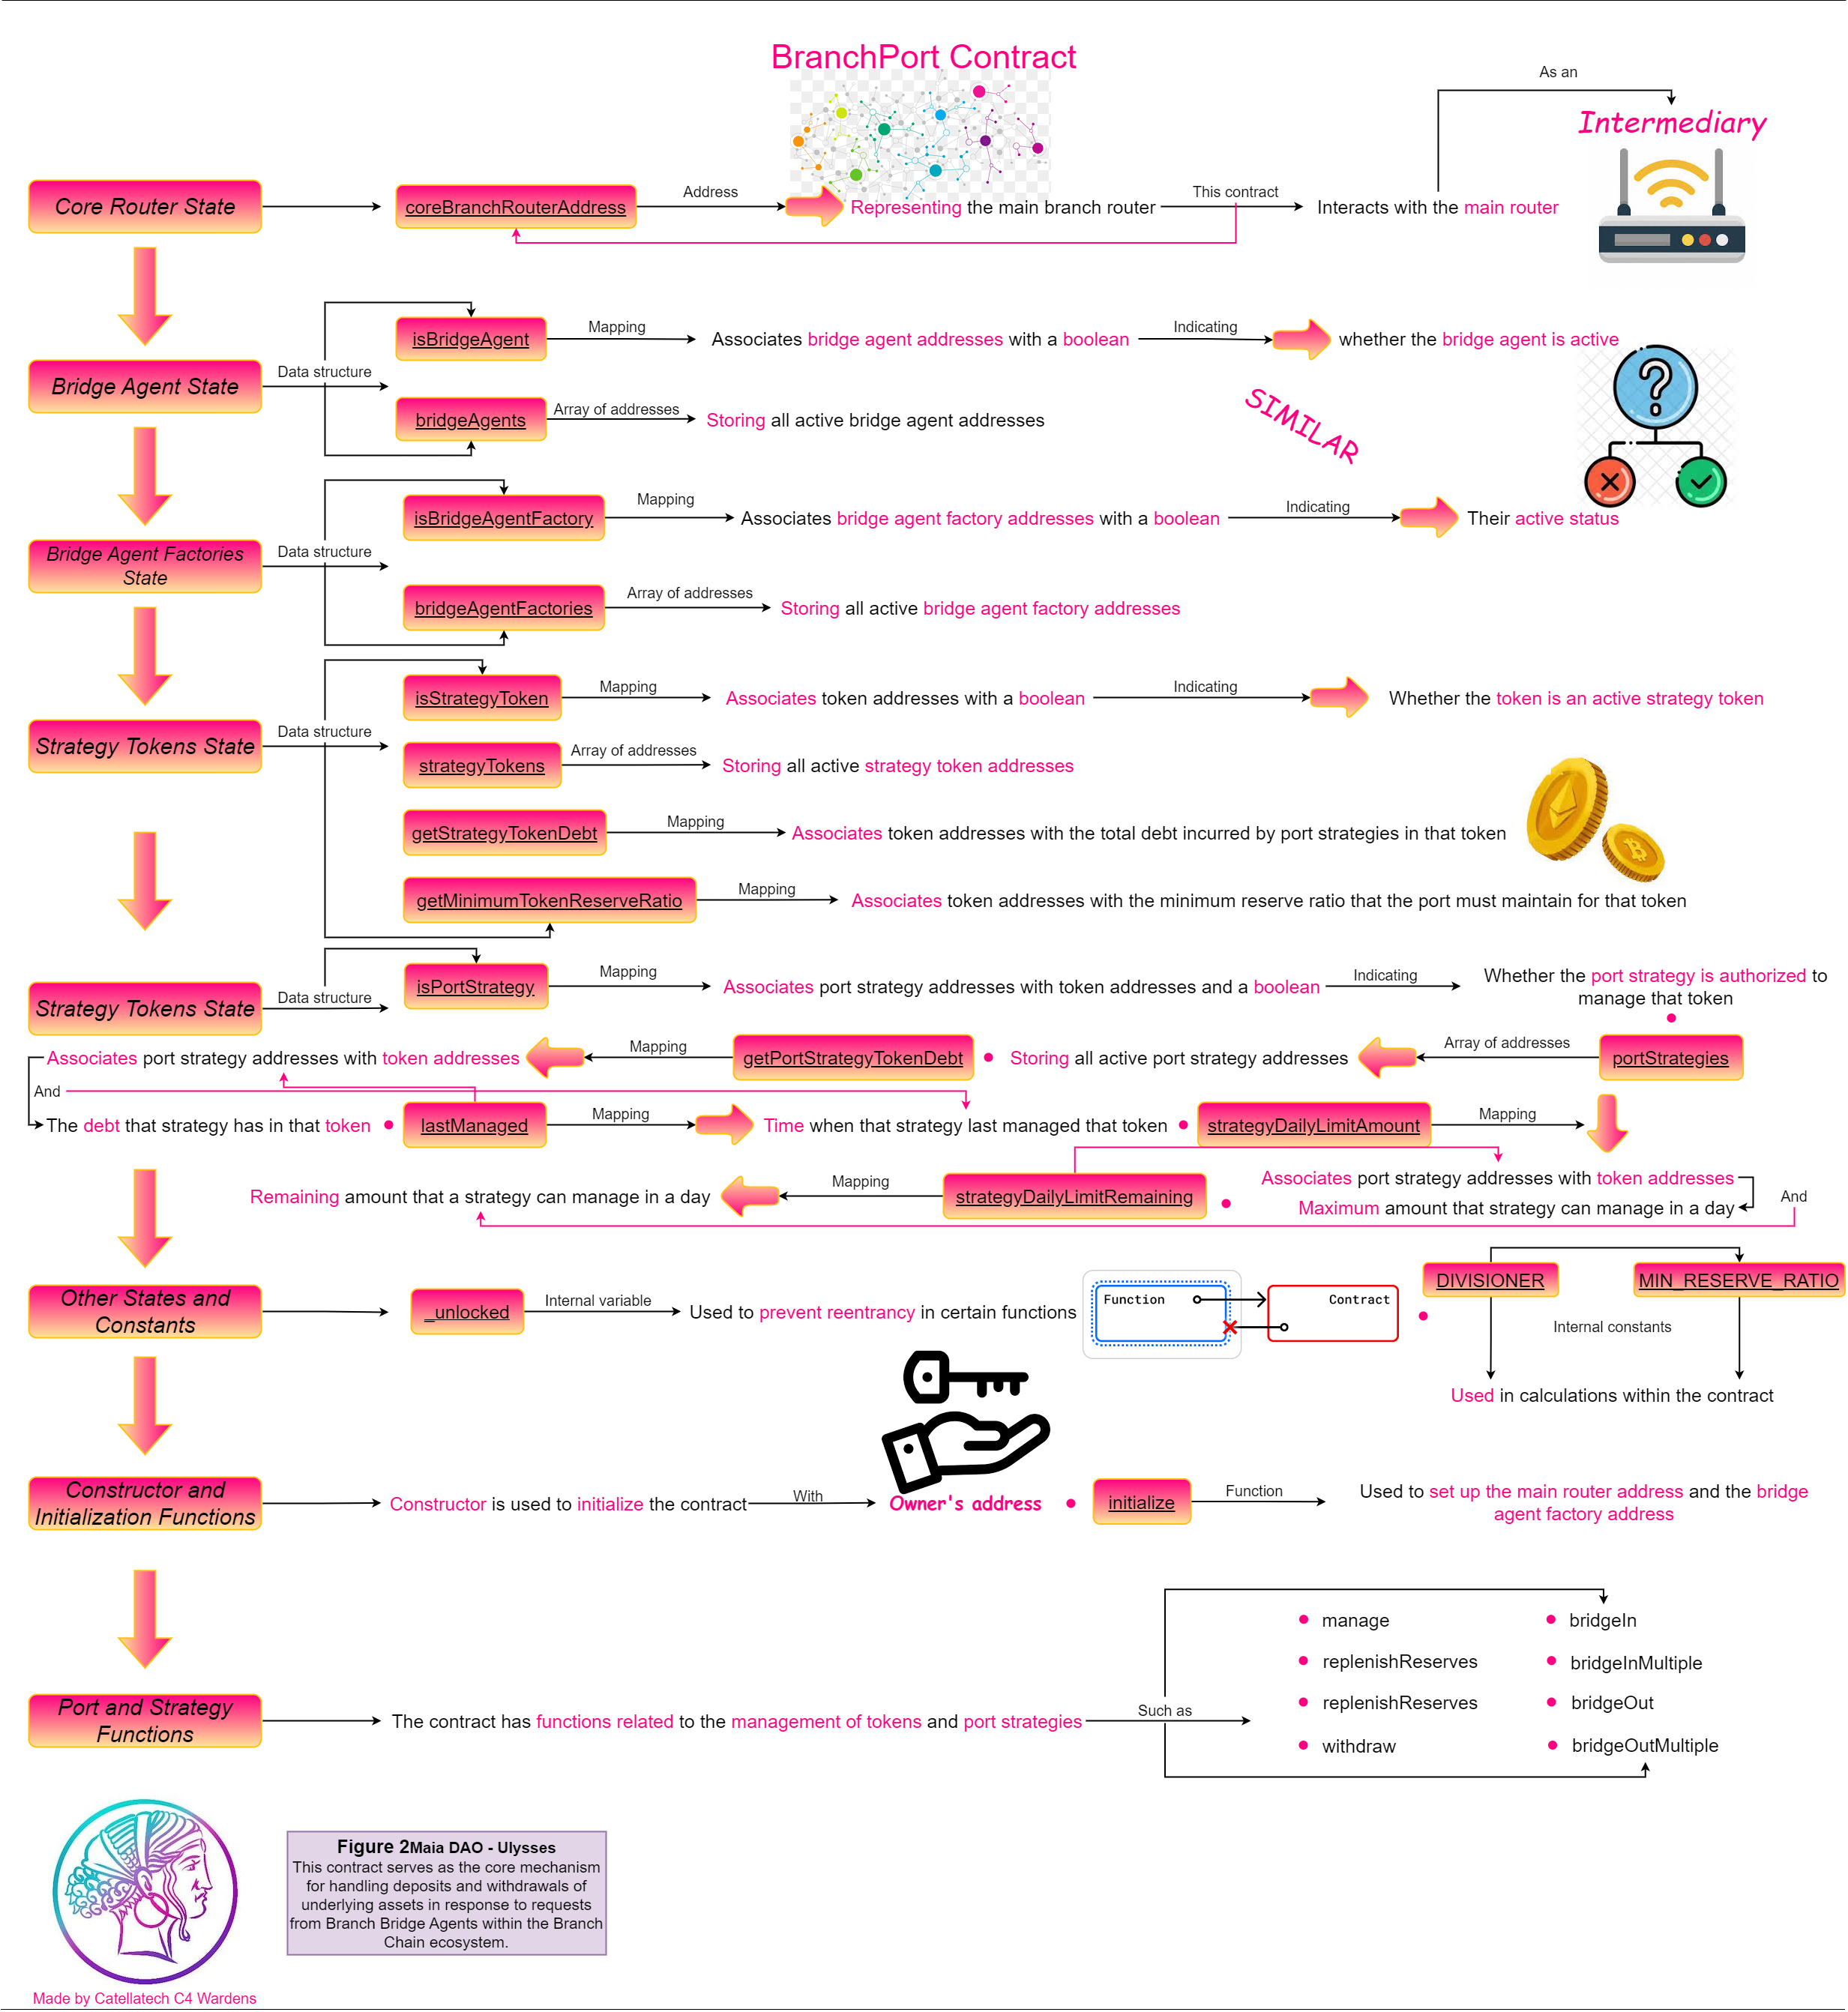 BranchPort Contract
As an
Intermediary
Core Router State
coreBranchRouterAddress
Address
Representing the main branch router
This contract
Interacts with the main router
Bridge Agent State
Data structure
isBridgeAgent
Mapping
Associates bridge agent addresses with a boolean
Indicating
whether the bridge agent is active
bridgeAgents
Array of addresses
Storing all active bridge agent addresses
SIMILAR
Bridge Agent Factories
State
Data structure
isBridgeAgentFactory
Mapping
Associates bridge agent factory addresses with a boolean
Indicating
Their active status
bridgeAgentFactories
Array of addresses
Storing all active bridge agent factory addresses
Strategy Tokens State
Data structure
isStrategyToken
Mapping
Associates token addresses with a boolean
Indicating
Whether the token is an active strategy token
strategyTokens
Array of addresses
Storing all active strategy token addresses
getStrategyTokenDebt
Mapping
Associates token addresses with the total debt incurred by port strategies in that token
getMinimumTokenReserveRatio
Mapping
Associates token addresses with the minimum reserve ratio that the port must maintain for that token
Strategy Tokens State
Data structure
isPortStrategy
Mapping
Associates port strategy addresses with token addresses and a boolean
Indicating
Whether the port strategy is authorized to
manage that token
portStrategies
Array of addresses
Storing all active port strategy addresses
getPortStrategyTokenDebt
Mapping
Associates port strategy addresses with token addresses
And
The debt that strategy has in that token
lastManaged
Mapping
Time when that strategy last managed that token
strategyDailyLimitAmount
Mapping
Associates port strategy addresses with token addresses
And
Maximum amount that strategy can manage in a day
strategyDailyLimitRemaining
Mapping
Remaining amount that a strategy can manage in a day
Other States and
Constants
_unlocked
Internal variable
Used to prevent reentrancy in certain functions
Function
Contract
DIVISIONER
MIN_RESERVE_RATIO
Internal constants
Used in calculations within the contract
Constructor and
Initialization Functions
Constructor is used to initialize the contract
With
Owner's address
initialize
Function
Used to set up the main router address and the bridge
agent factory address
Port and Strategy
Functions
The contract has functions related to the management of tokens and port strategies
Such as
manage
replenishReserves
replenishReserves
withdraw
bridgeIn
bridgeInMultiple
bridgeOut
bridgeOutMultiple
Figure 2Maia DAO - Ulysses
This contract serves as the core mechanism
for handling deposits and withdrawals of
underlying assets in response to requests
from Branch Bridge Agents within the Branch
Chain ecosystem.
Made by Catellatech C4 Wardens